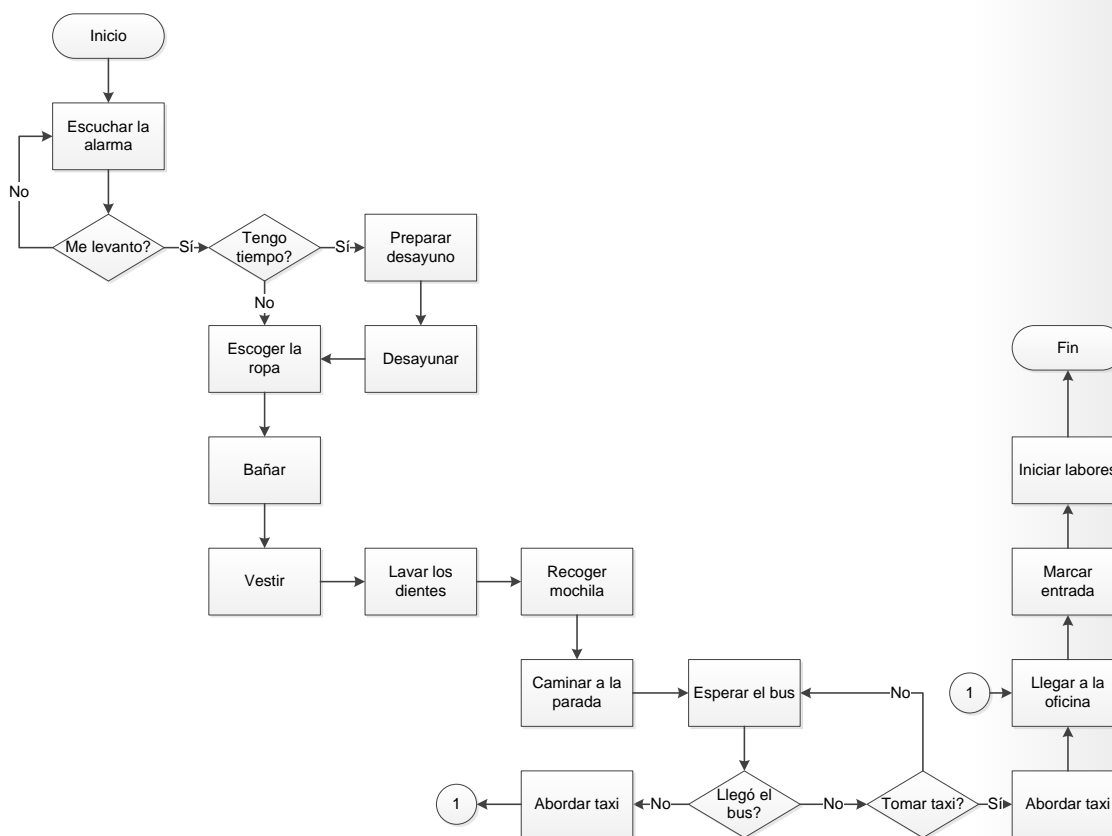 Inicio
Escuchar la
alarma
No
Me levanto?
Sí
Tengo
tiempo?
Sí
Preparar
desayuno
No
Escoger la
ropa
Desayunar
Fin
Bañar
Iniciar labores
Vestir
Lavar los
dientes
Recoger
mochila
Marcar
entrada
Caminar a la
parada
Esperar el bus
No
1
Llegar a la
oficina
1
Abordar taxi
No
Llegó el
bus?
No
Tomar taxi?
Sí
Abordar taxi